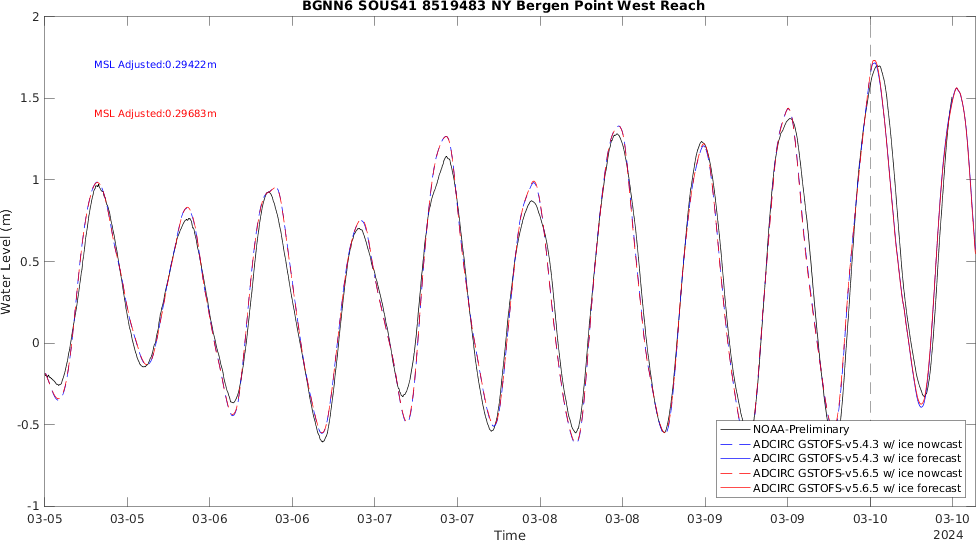 BGNN6 SOUS41 8519483 NY Bergen Point West Reach
2
1.5
1
0.5
0
-0.5
-1
Water Level (m)
MSL Adjusted:0.29422m
MSL Adjusted:0.29683m
NOAA-Preliminary
ADCIRC GSTOFS-v5.4.3 w/ ice nowcast
ADCIRC GSTOFS-v5.4.3 w/ ice forecast
ADCIRC GSTOFS-v5.6.5 w/ ice nowcast
ADCIRC GSTOFS-v5.6.5 w/ ice forecast
03-05 03-05 03-06 03-06 03-07 03-07 03-08 03-08 03-09 03-09 03-10 03-10
2024
Time